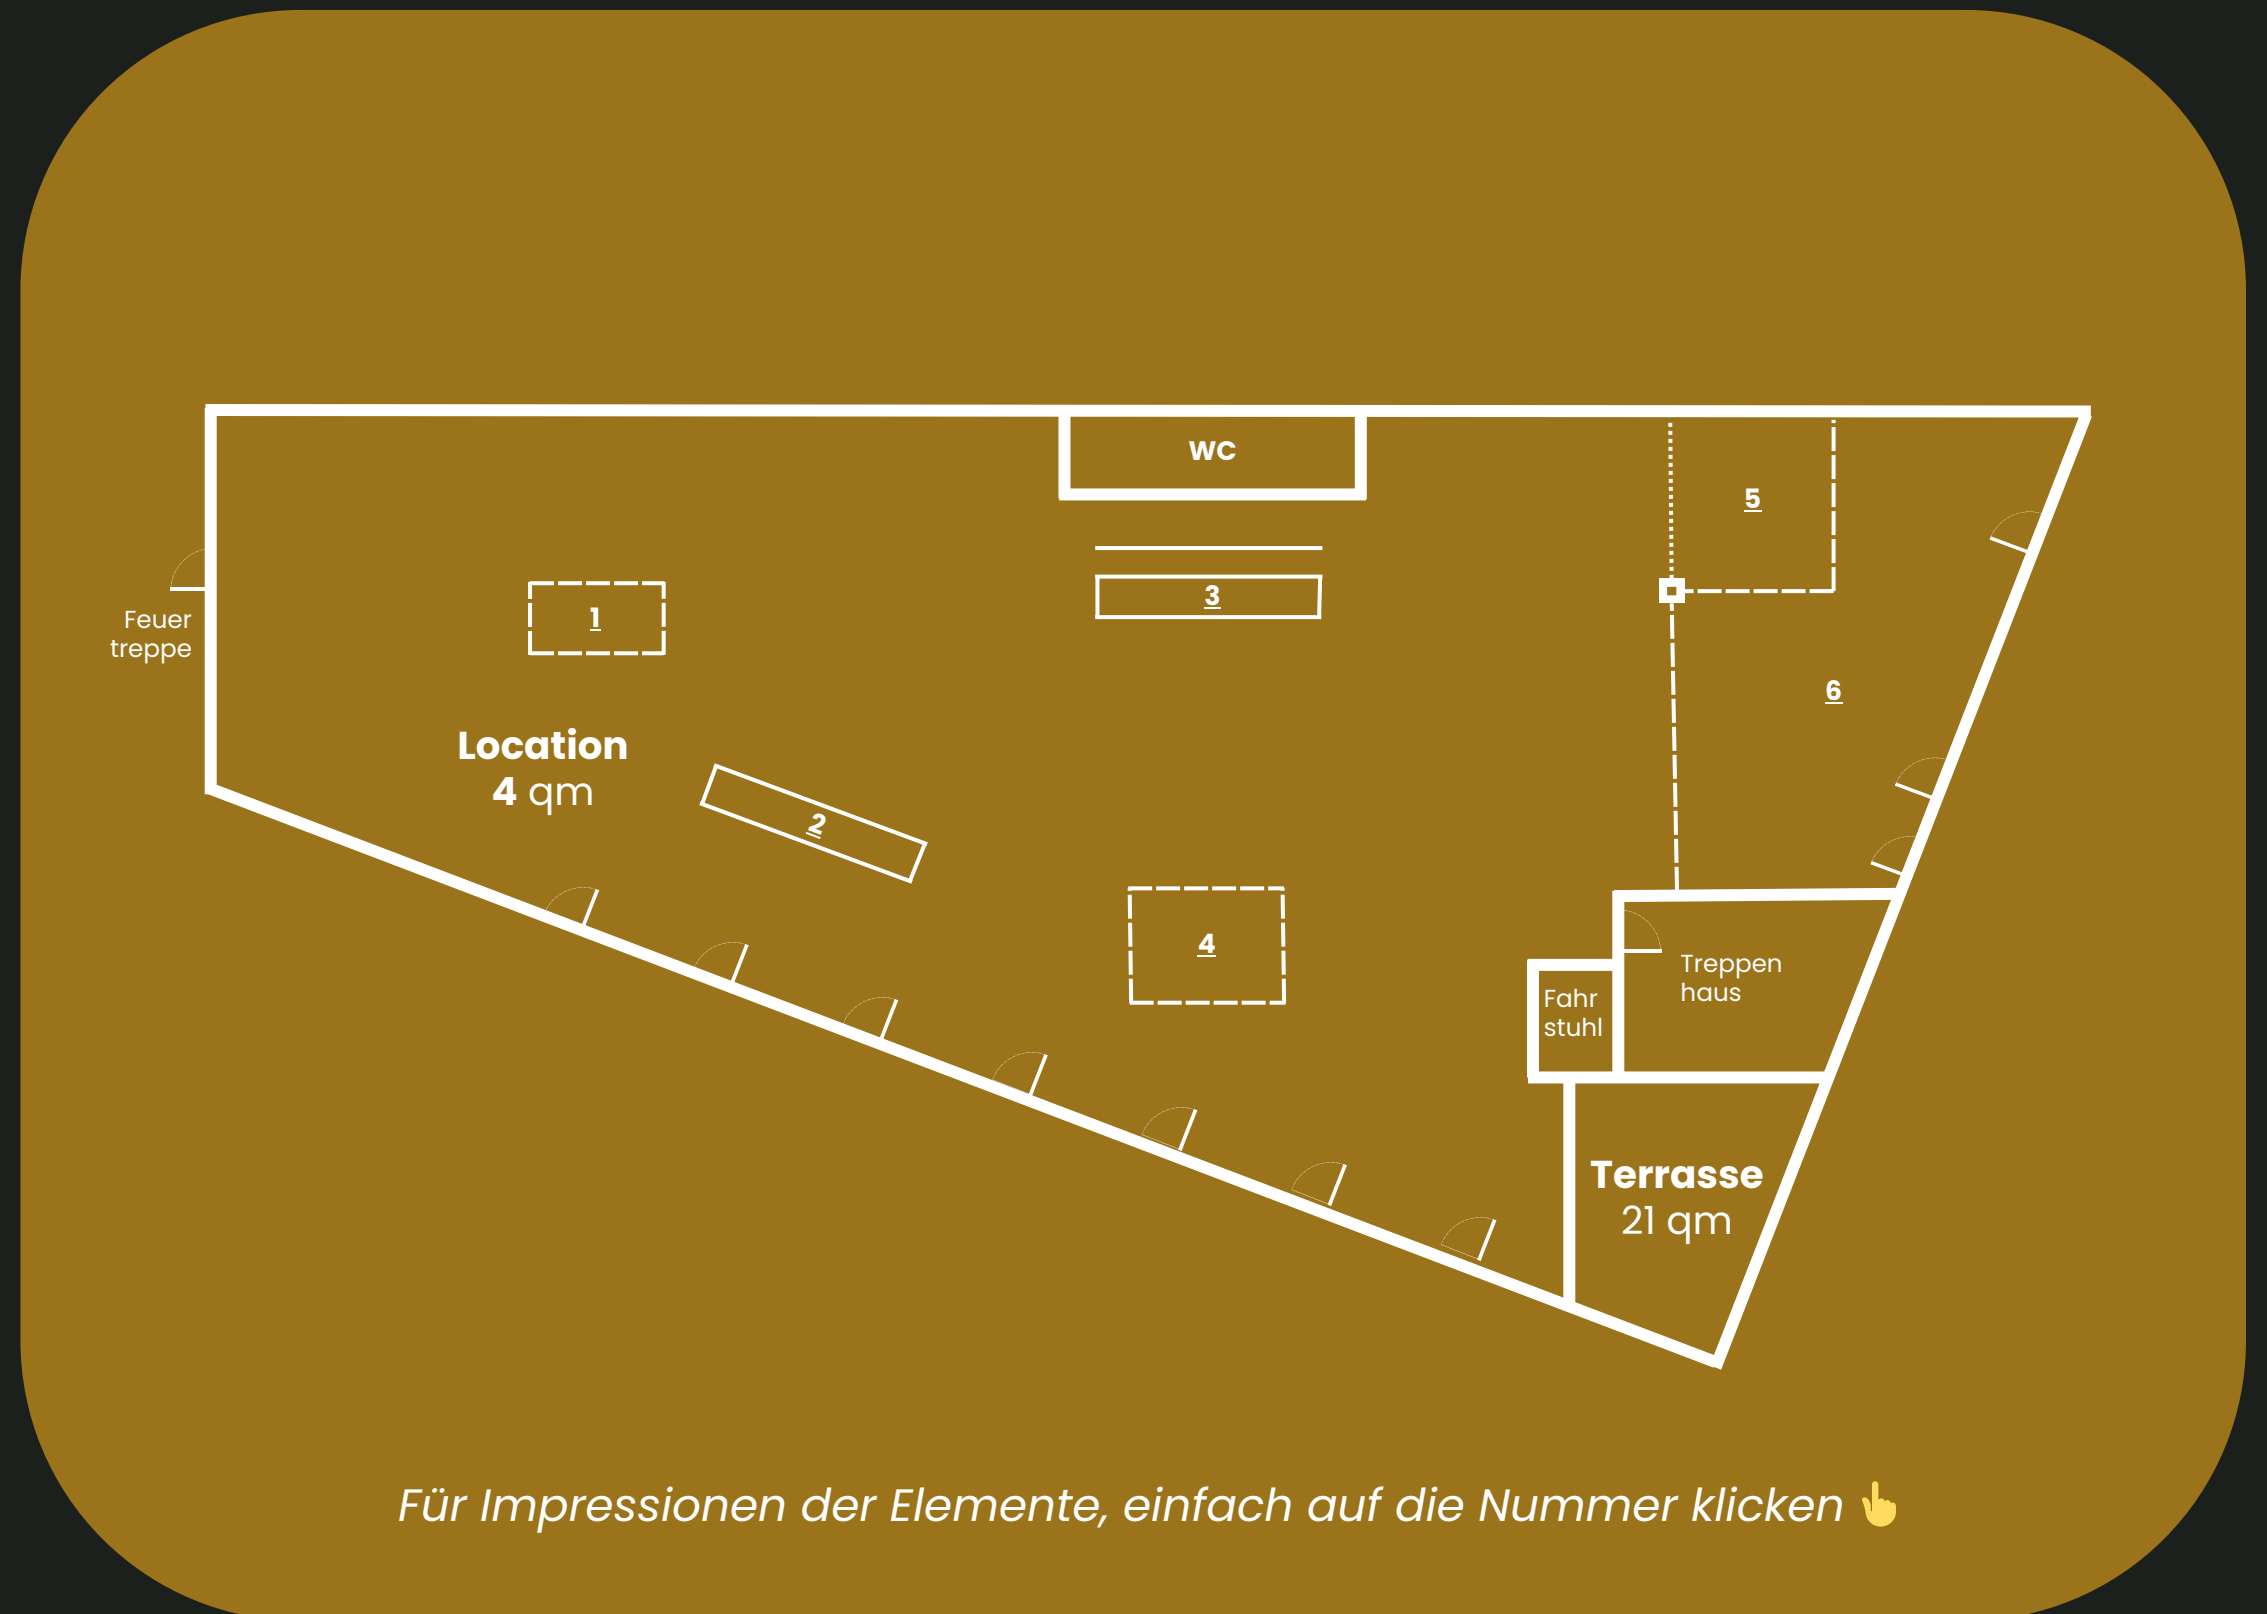 WC
5
3
1
Feuer
treppe
6
Location
4 qm
2
4
Treppen
haus
Fahr
stuhl
Terrasse
21 qm
Für Impressionen der Elemente, einfach auf die Nummer klicken